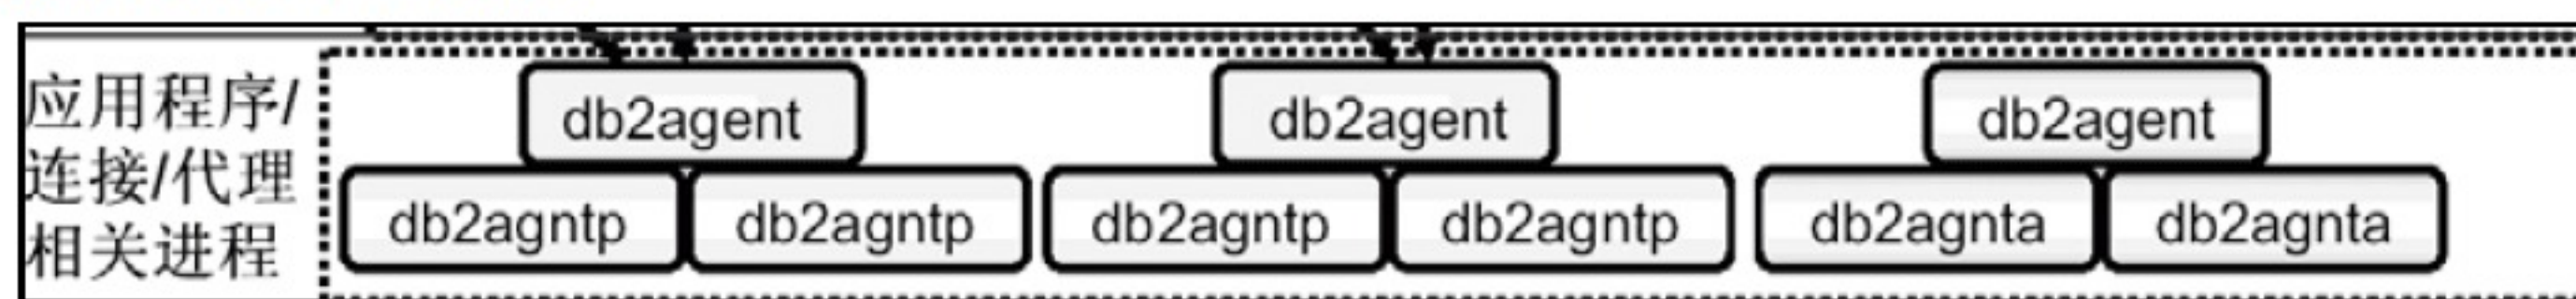 应用程序/
连接/代理
相关进程
db2agent
db2agent
db2agent
db2agntp
db2agntp
db2agntp
db2agntp
db2agnta
db2agnta